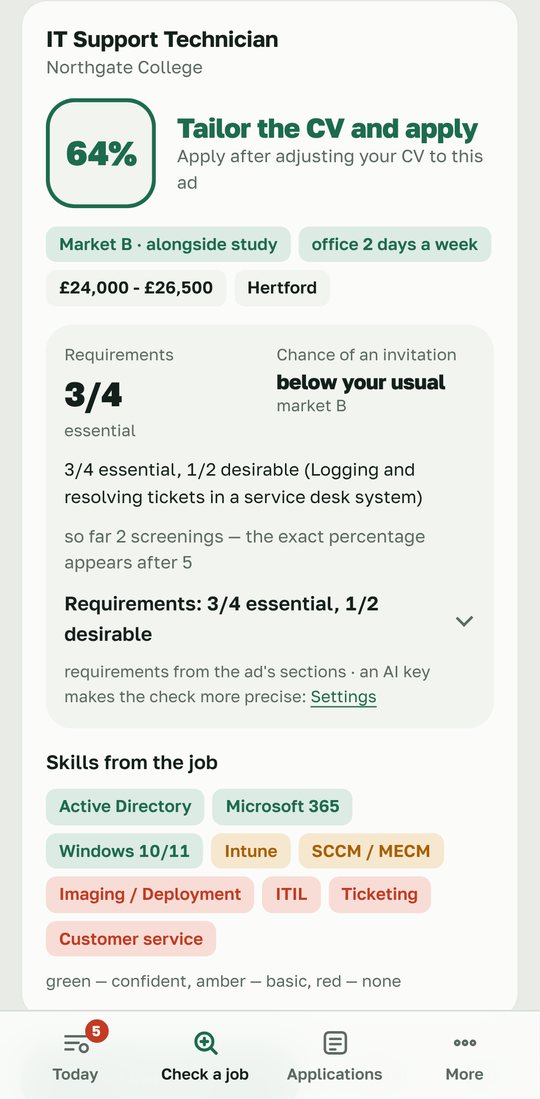 IT Support Technician
Northgate College
64%
Tailor the CV and apply
Apply after adjusting your CV to this
ad
Market B · alongside study
office 2 days a week
£24,000 - £26,500
Hertford
Requirements
3/4
essential
Chance of an invitation
below your usual
market B
3/4 essential, 1/2 desirable (Logging and
resolving tickets in a service desk system)
so far 2 screenings — the exact percentage
appears after 5
Requirements: 3/4 essential, 1/2
desirable
requirements from the ad's sections · an AI key
makes the check more precise: Settings
Skills from the job
Active Directory
Microsoft 365
Windows 10/11
Intune
SCCM / MECM
Imaging / Deployment
ITIL
Ticketing
Customer service
green — confident, amber — basic, red — none
5
Today
Check a job
Applications
More